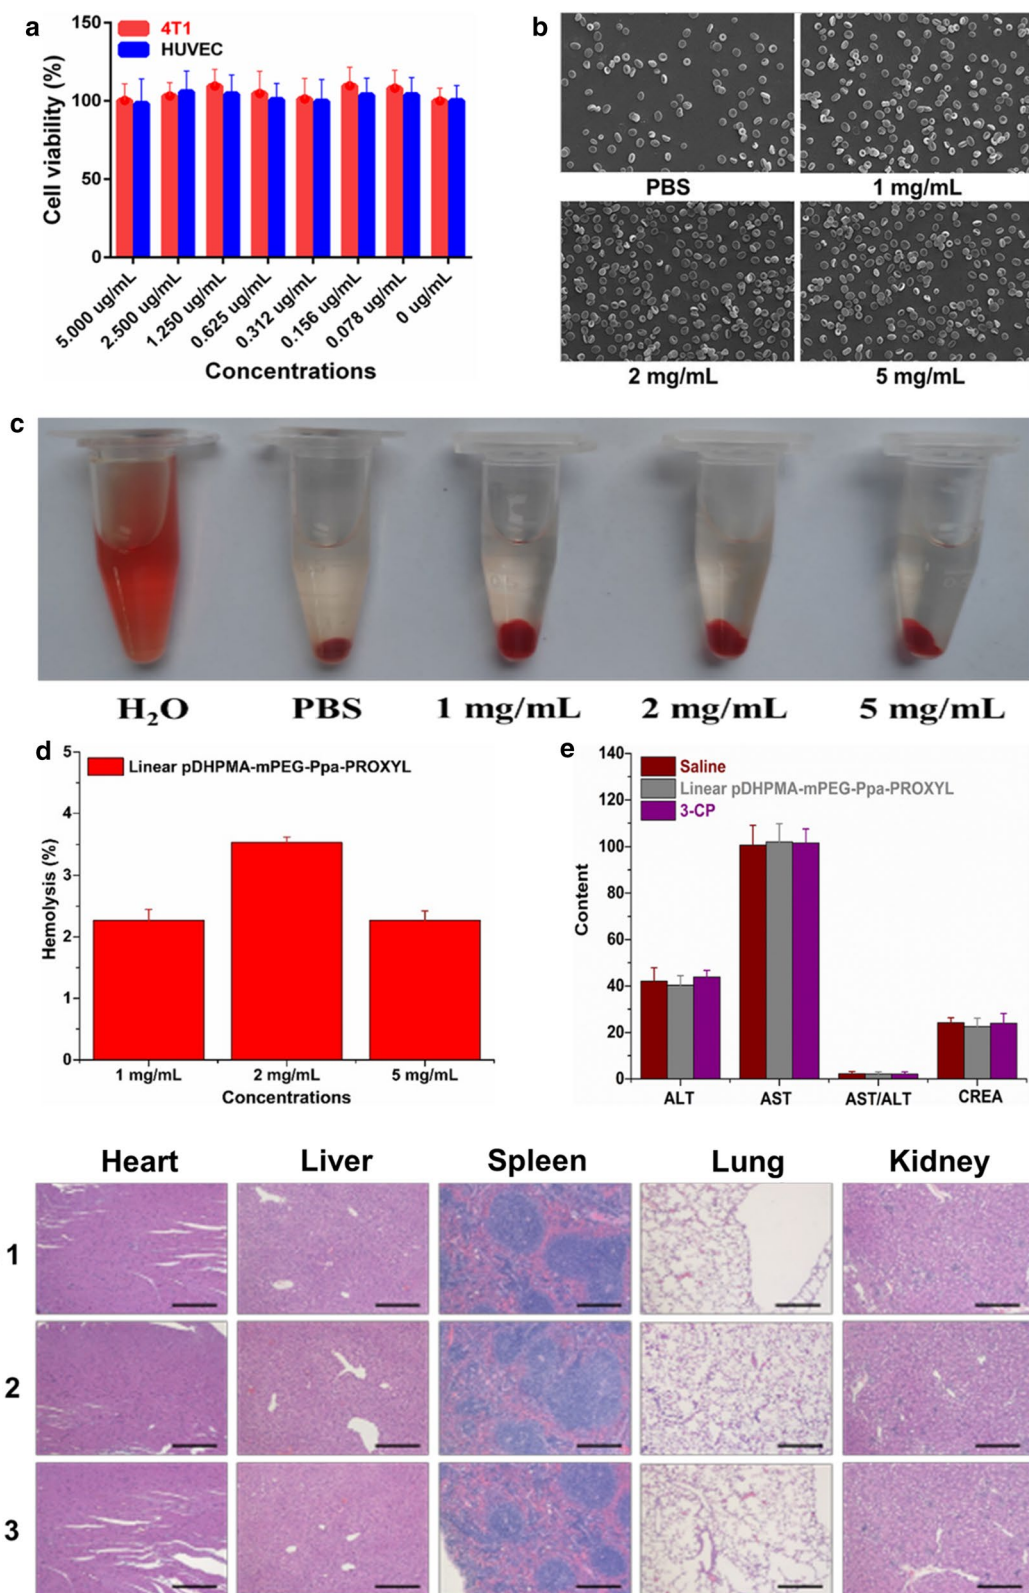 a
4T1
HUVEC
Cell viability (%)
150
100
50
0
5.000 ug/mL
2.500 ug/mL
1.250 ug/mL
0.625 ug/mL
0.312 ug/mL
0.156 ug/mL
0.078 ug/mL
0 ug/mL
Concentrations
b
PBS
1 mg/mL
2 mg/mL
5 mg/mL
c
H₂O
PBS
1 mg/mL
2 mg/mL
5 mg/mL
d
Linear pDHPMA-mPEG-Ppa-PROXYL
Hemolysis (%)
5
4
3
2
1
0
1 mg/mL
2 mg/mL
5 mg/mL
Concentrations
e
Saline
Linear pDHPMA-mPEG-Ppa-PROXYL
3-CP
Content
140
120
100
80
60
40
20
0
ALT
AST
AST/ALT
CREA
Heart
Liver
Spleen
Lung
Kidney
1
2
3